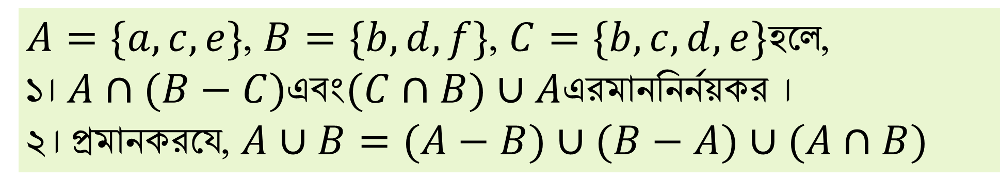 A = {a, c, e}, B = {b, d, f}, C = {b, c, d, e}হলে,
১। A ∩ (B − C)এবং(C ∩ B) ∪ Aএরমাননির্নয়কর ।
২। প্রমানকরযে, A ∪ B = (A − B) ∪ (B − A) ∪ (A ∩ B)